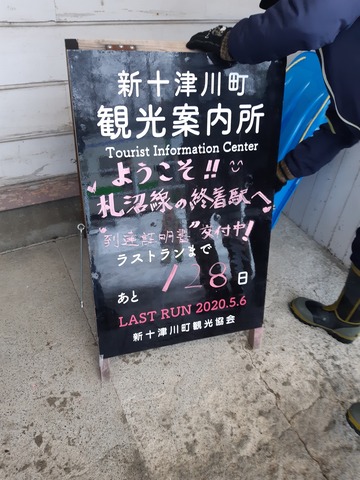 新十津川町
観光案内所
Tourist Information Center
ようこそ!!
札沼線の終着駅へ
"到達証明書"交付中!
ラストランまで
あと 128日
LAST RUN 2020.5.6
新十津川町観光協会